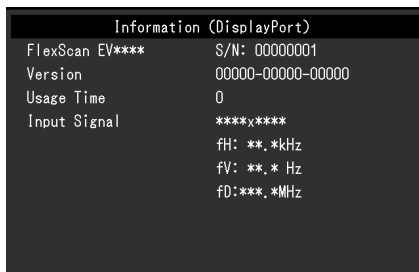 Information (DisplayPort)
FlexScan EV**** S/N: 00000001
Version 00000-00000-00000
Usage Time 0
Input Signal ****x****
fH: **.*kHz
fV: **.* Hz
fD:***.*MHz